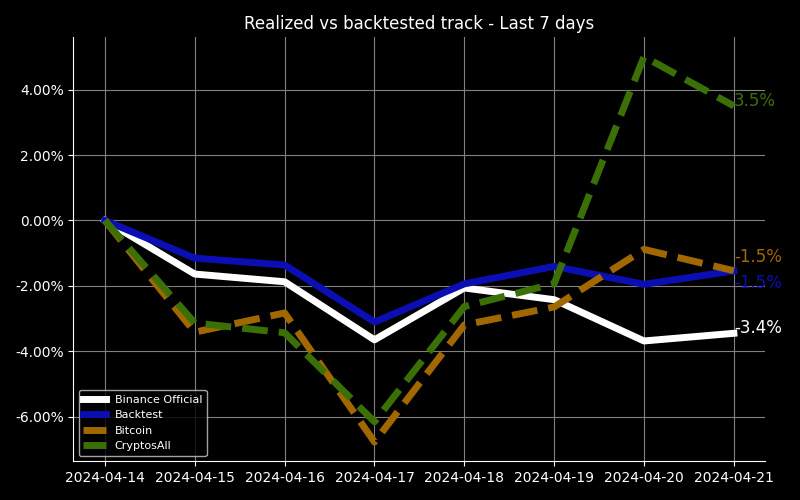 Realized vs backtested track - Last 7 days
4.00%
2.00%
0.00%
-2.00%
-4.00%
-6.00%
3.5%
-1.5%
-1.5%
-3.4%
Binance Official
Backtest
Bitcoin
CryptosAll
2024-04-14 2024-04-15 2024-04-16 2024-04-17 2024-04-18 2024-04-19 2024-04-20 2024-04-21